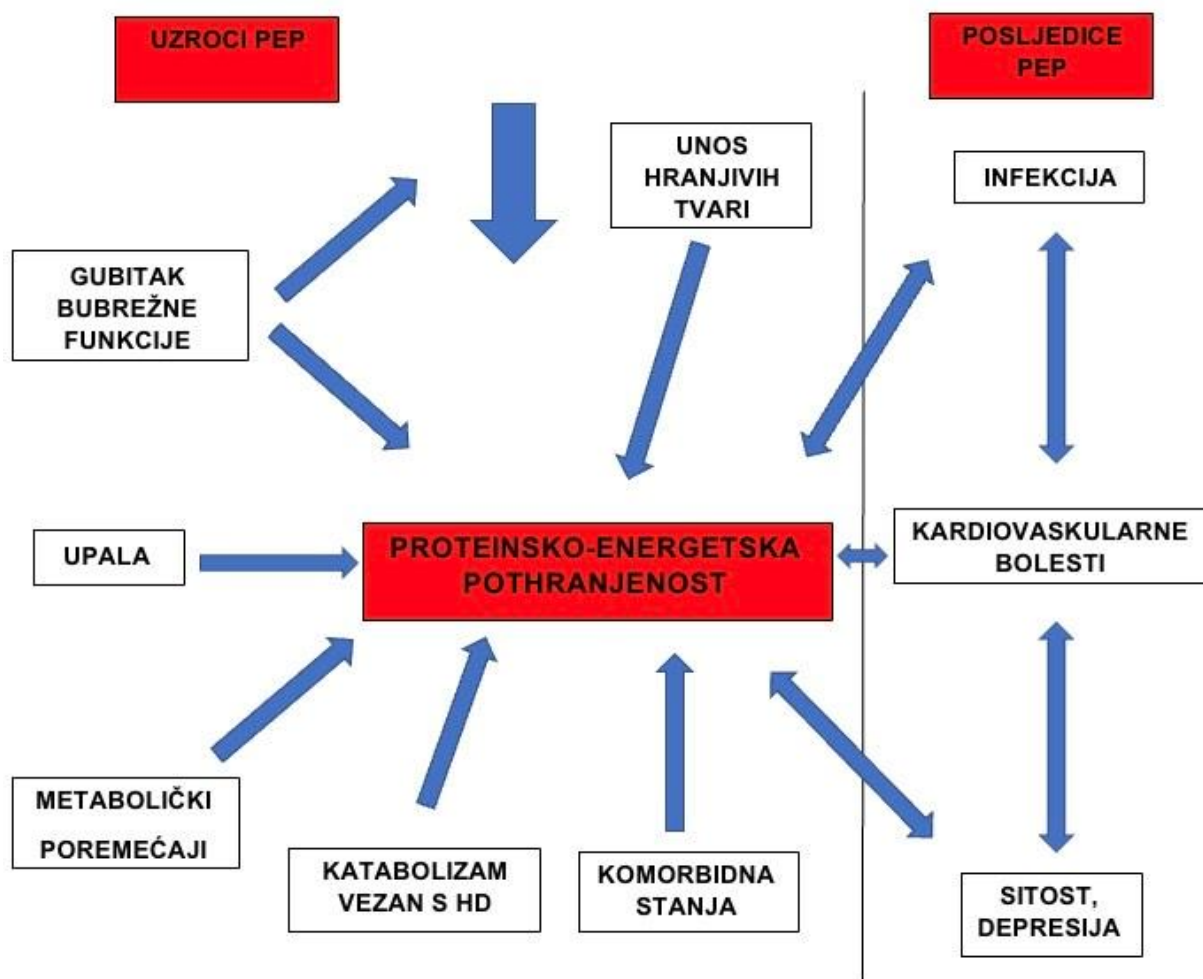 UZROCI PEP
POSLJEDICE
PEP
UNOS
HRANJIVIH
TVARI
INFEKCIJA
GUBITAK
BUBREŽNE
FUNKCIJE
UPALA
PROTEINSKO-ENERGETSKA
POTHRANJENOST
KARDIOVASKULARNE
BOLESTI
METABOLIČKI
POREMEĆAJI
KATABOLIZAM
VEZAN S HD
KOMORBIDNA
STANJA
SITOST,
DEPRESIJA